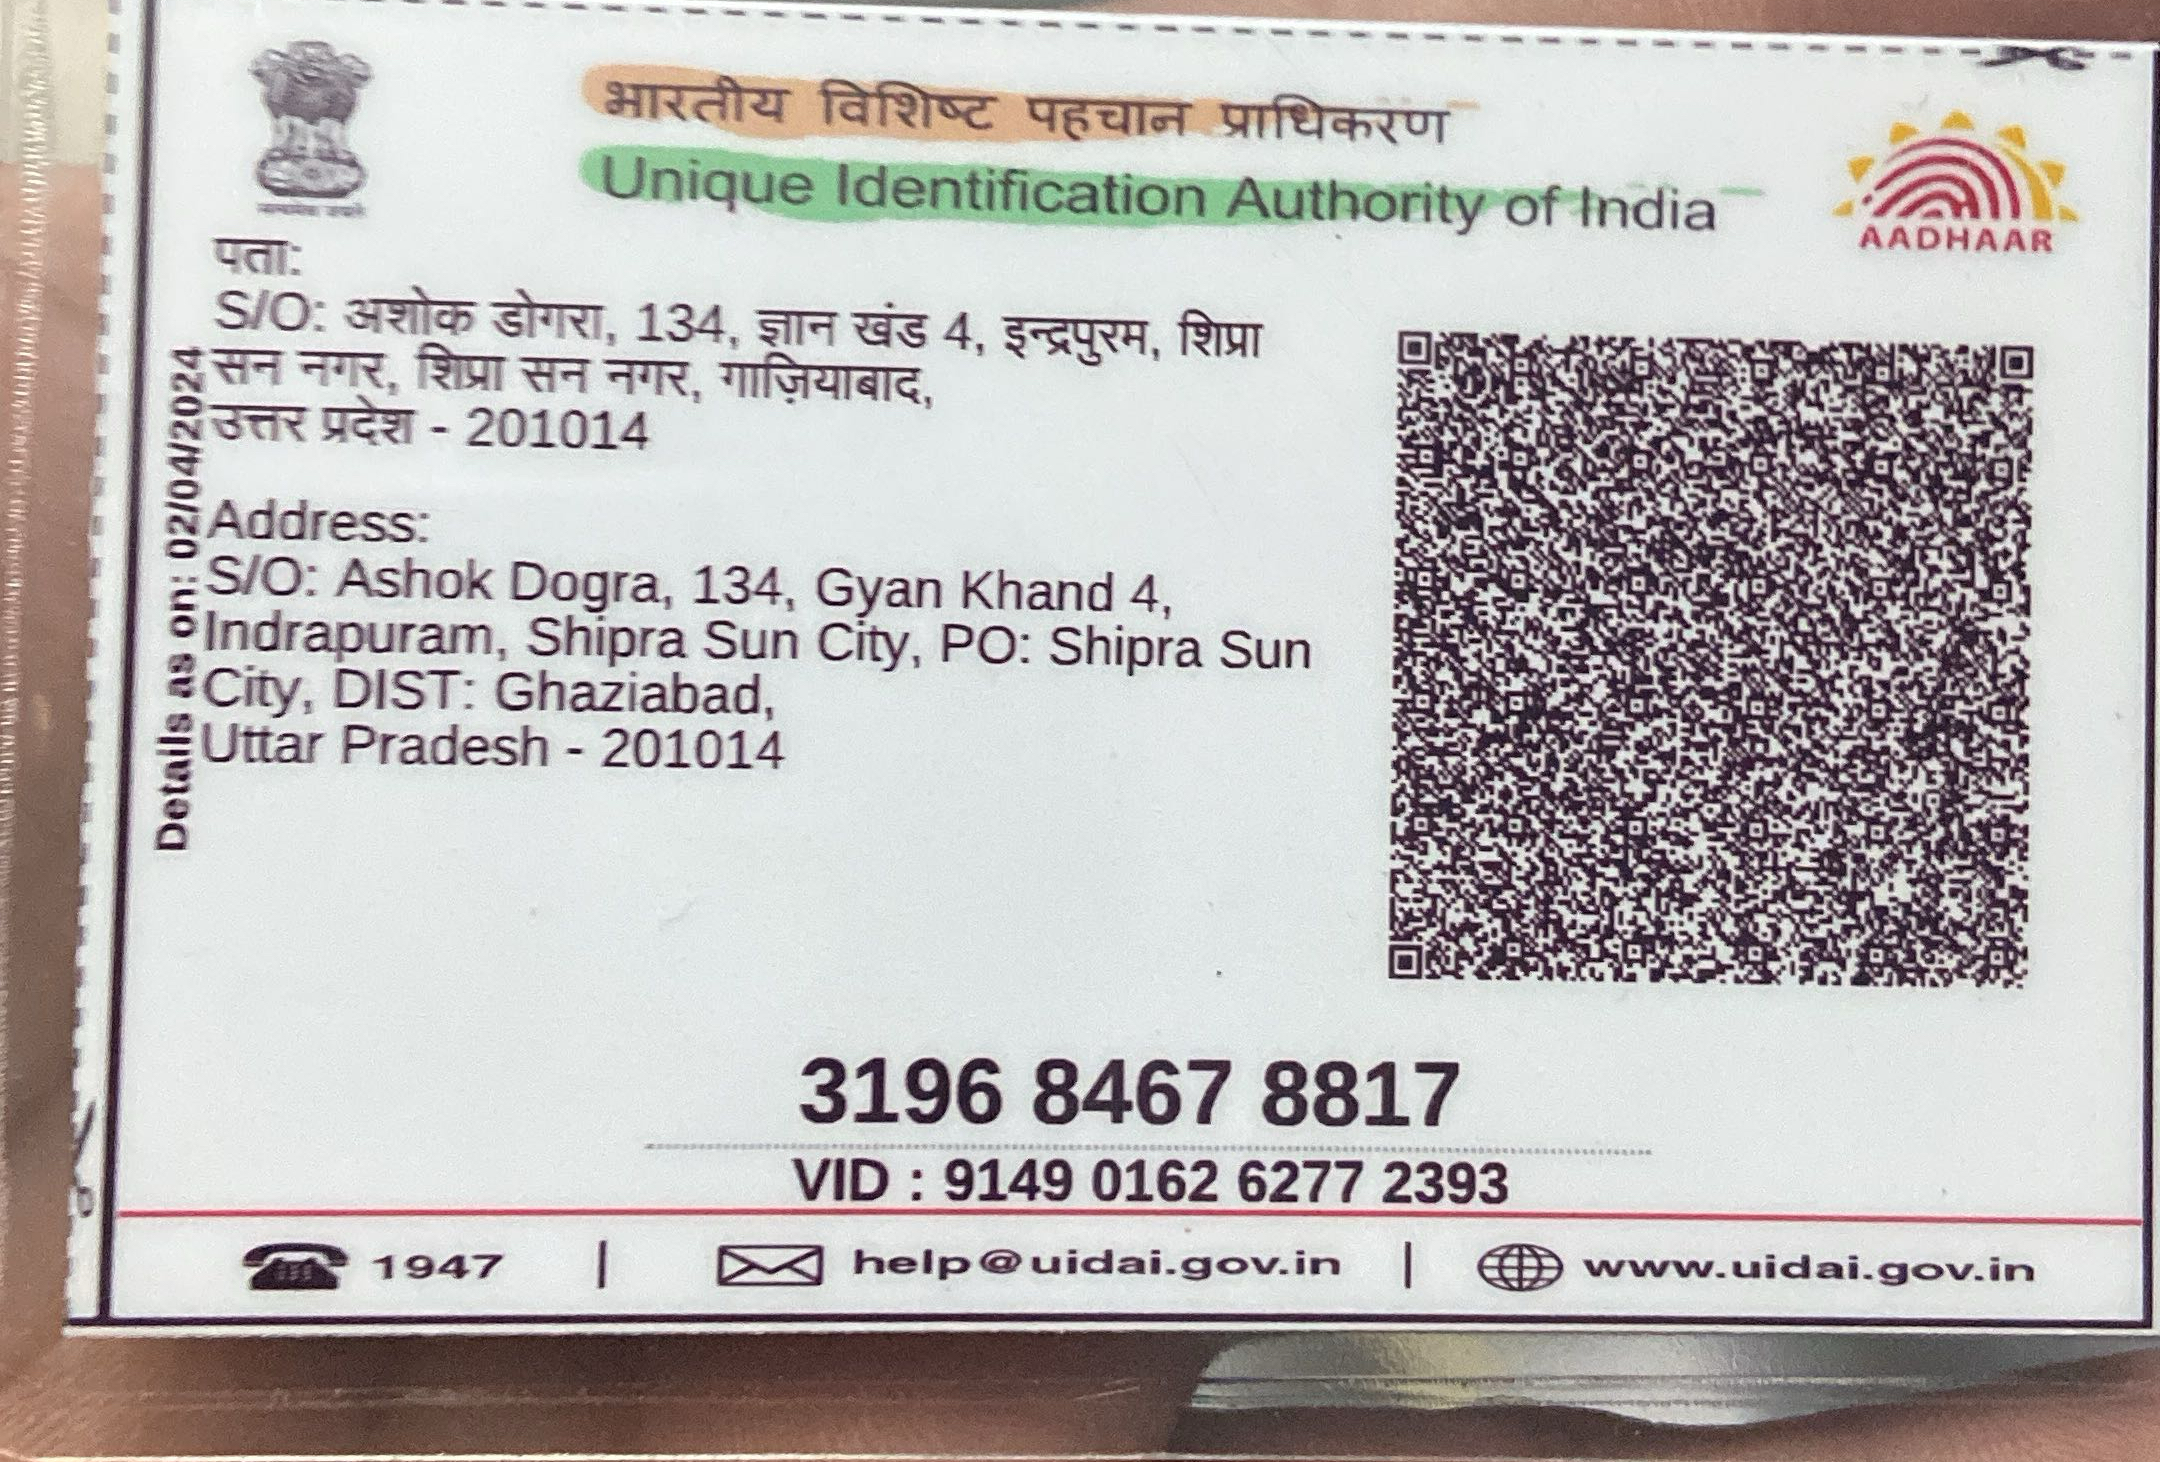 भारतीय विशिष्ट पहचान प्राधिकरण
Unique Identification Authority of India
AADHAAR
पता:
S/O: अशोक डोगरा, 134, ज्ञान खंड 4, इन्द्रपुरम, शिप्रा
सन नगर, शिप्रा सन नगर, गाज़ियाबाद,
उत्तर प्रदेश - 201014
Address:
S/O: Ashok Dogra, 134, Gyan Khand 4,
Indrapuram, Shipra Sun City, PO: Shipra Sun
City, DIST: Ghaziabad,
Uttar Pradesh - 201014
Details as on: 02/04/2024
3196 8467 8817
VID : 9149 0162 6277 2393
1947 | help@uidai.gov.in | www.uidai.gov.in